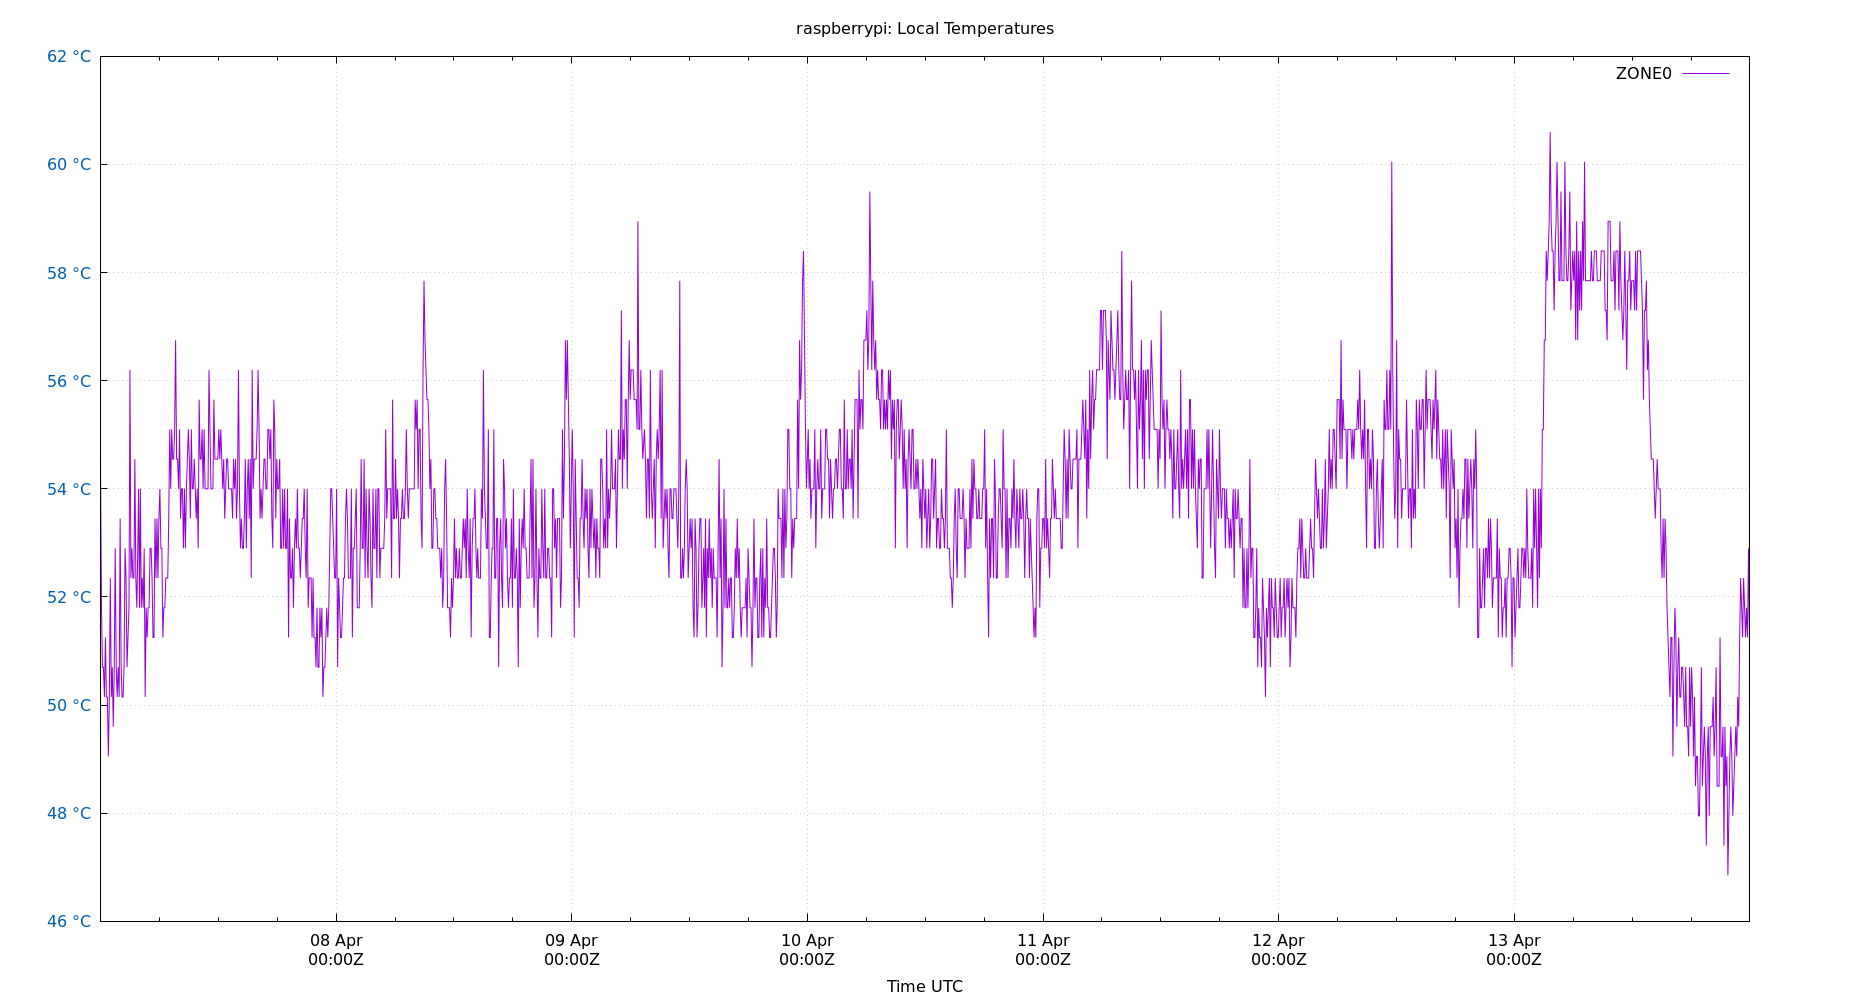 raspberrypi: Local Temperatures
62 °C
ZONE0
60 °C
58 °C
56 °C
54 °C
52 °C
50 °C
48 °C
46 °C
08 Apr 09 Apr 10 Apr 11 Apr 12 Apr 13 Apr
00:00Z 00:00Z 00:00Z 00:00Z 00:00Z 00:00Z
Time UTC